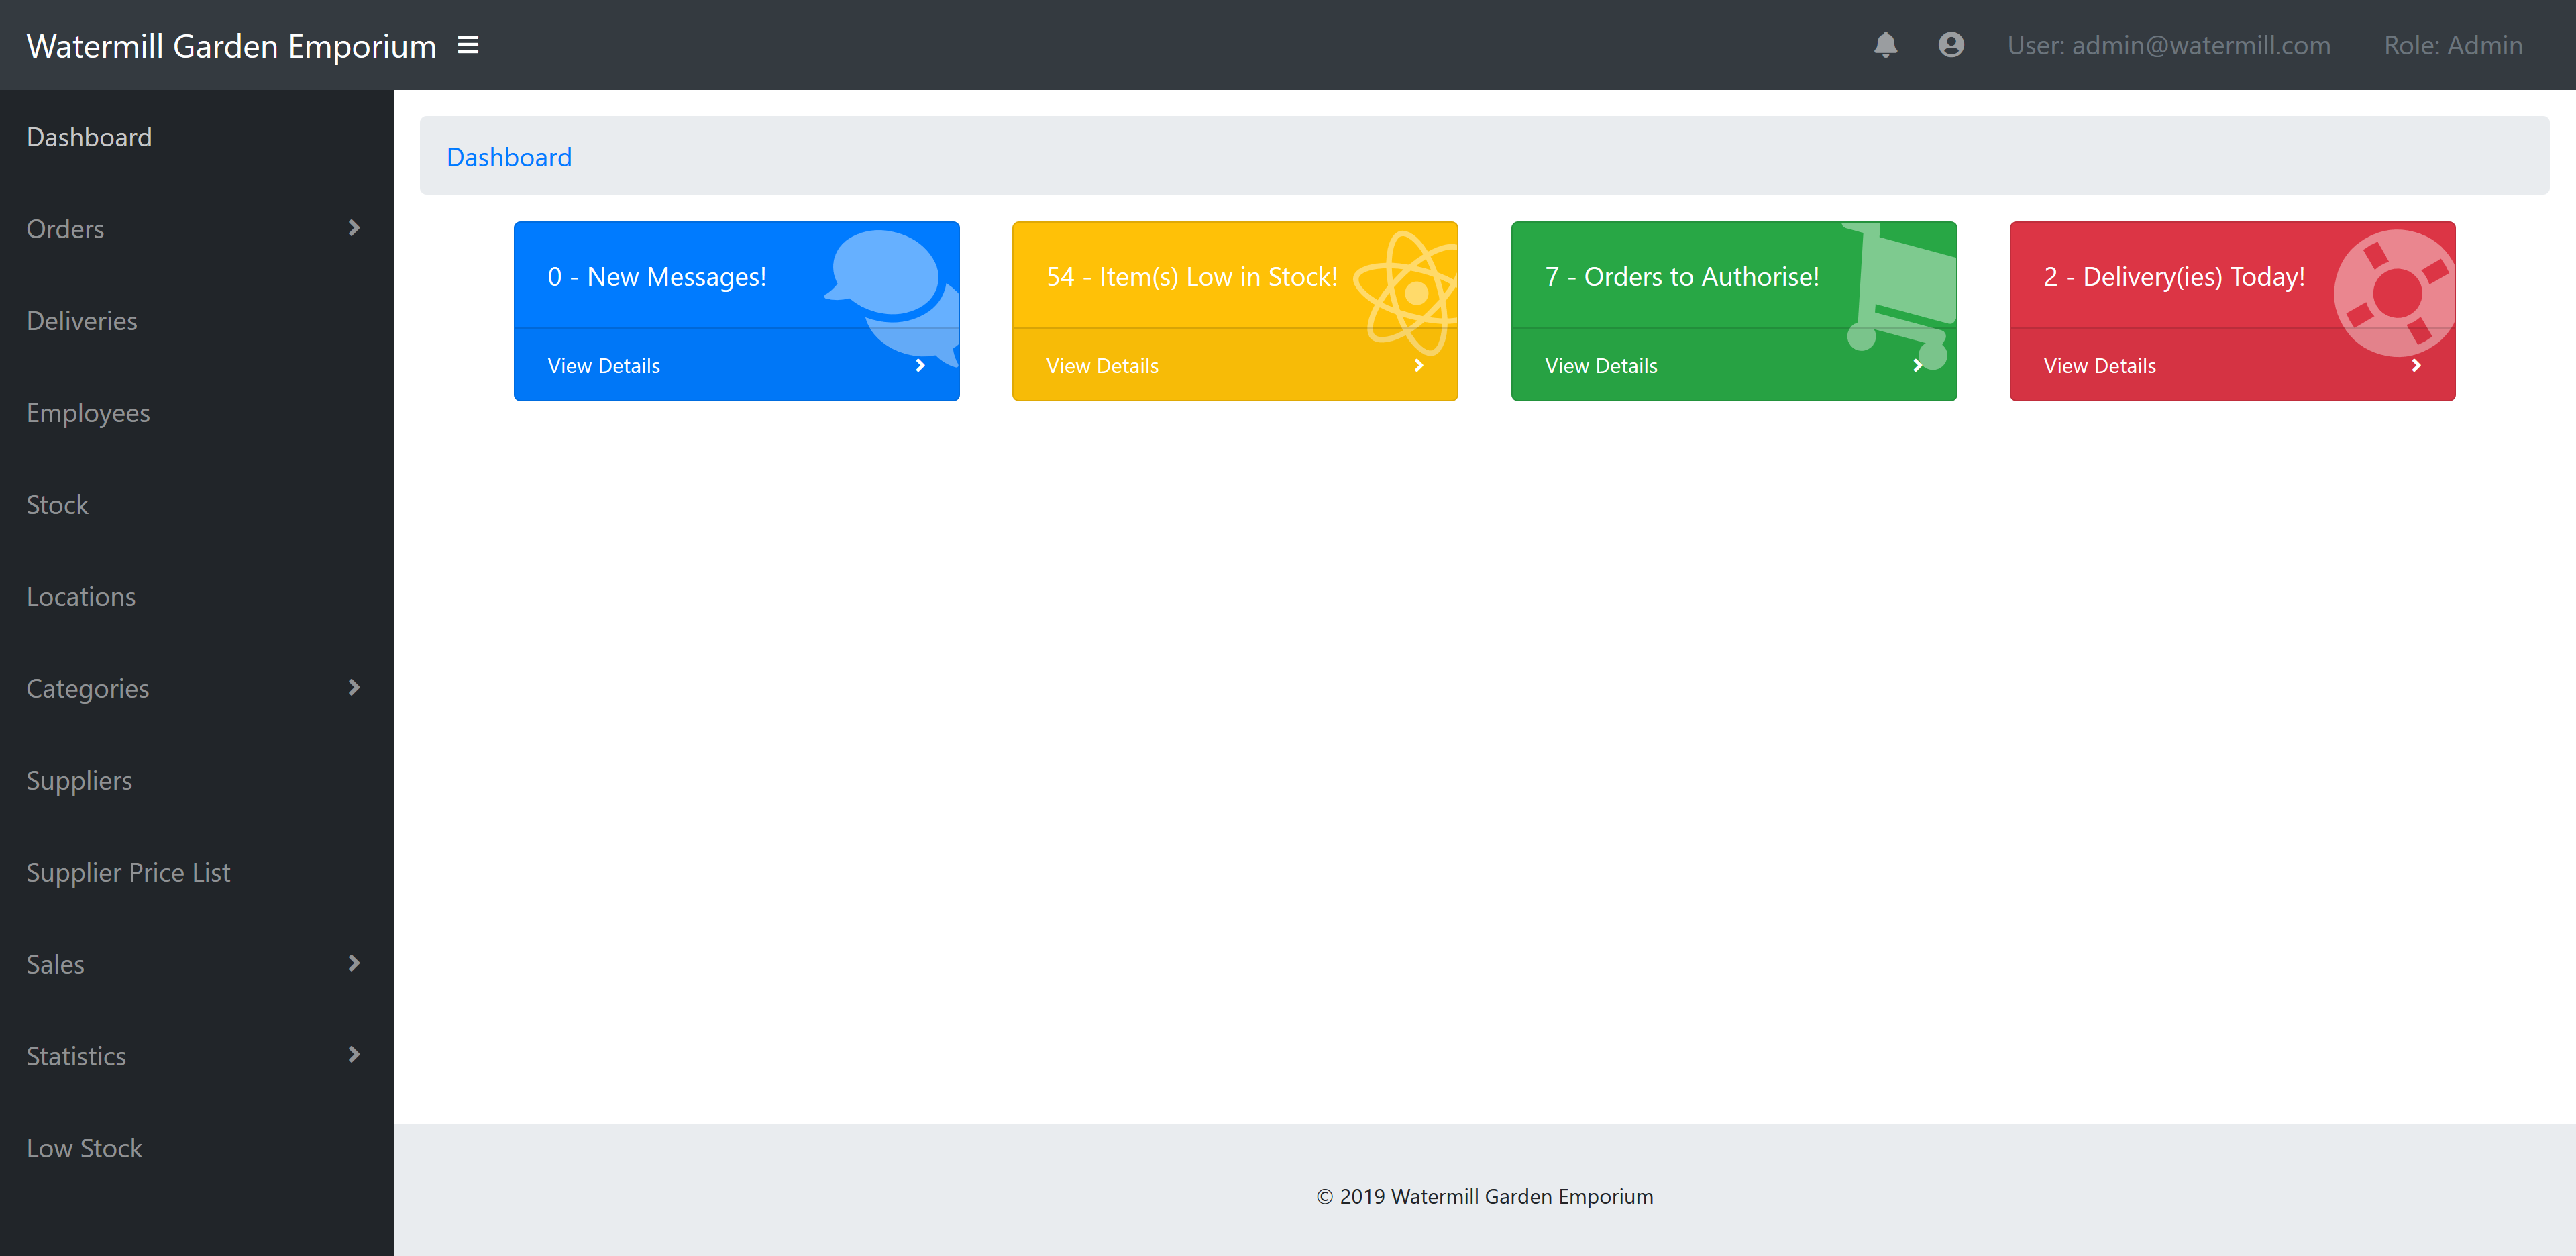 Watermill Garden Emporium
User: admin@watermill.com
Role: Admin
Dashboard
Orders
Deliveries
Employees
Stock
Locations
Categories
Suppliers
Supplier Price List
Sales
Statistics
Low Stock
Dashboard
0 - New Messages!
View Details
54 - Item(s) Low in Stock!
View Details
7 - Orders to Authorise!
View Details
2 - Delivery(ies) Today!
View Details
© 2019 Watermill Garden Emporium